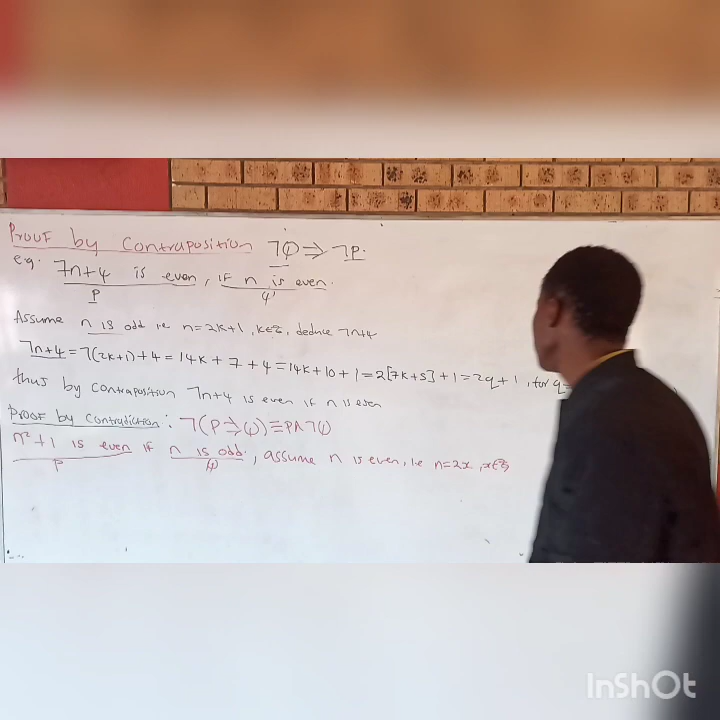 Proof by Contraposition ¬Q ⇒ ¬P.
eg. 7n+4 is even, if n is even.
P Q
Assume n is odd ie n=2k+1, k∈Z, deduce 7n+4
7n+4 = 7(2k+1)+4 = 14k+7+4 = 14k+10+1 = 2[7k+5]+1 = 2q+1, for q=
thus by contraposition 7n+4 is even if n is even
Proof by Contradiction: ¬(P⇒Q)≡P∧¬Q
n²+1 is even if n is odd, assume n is even, i.e n=2x, x∈Z
P Q
InShOt